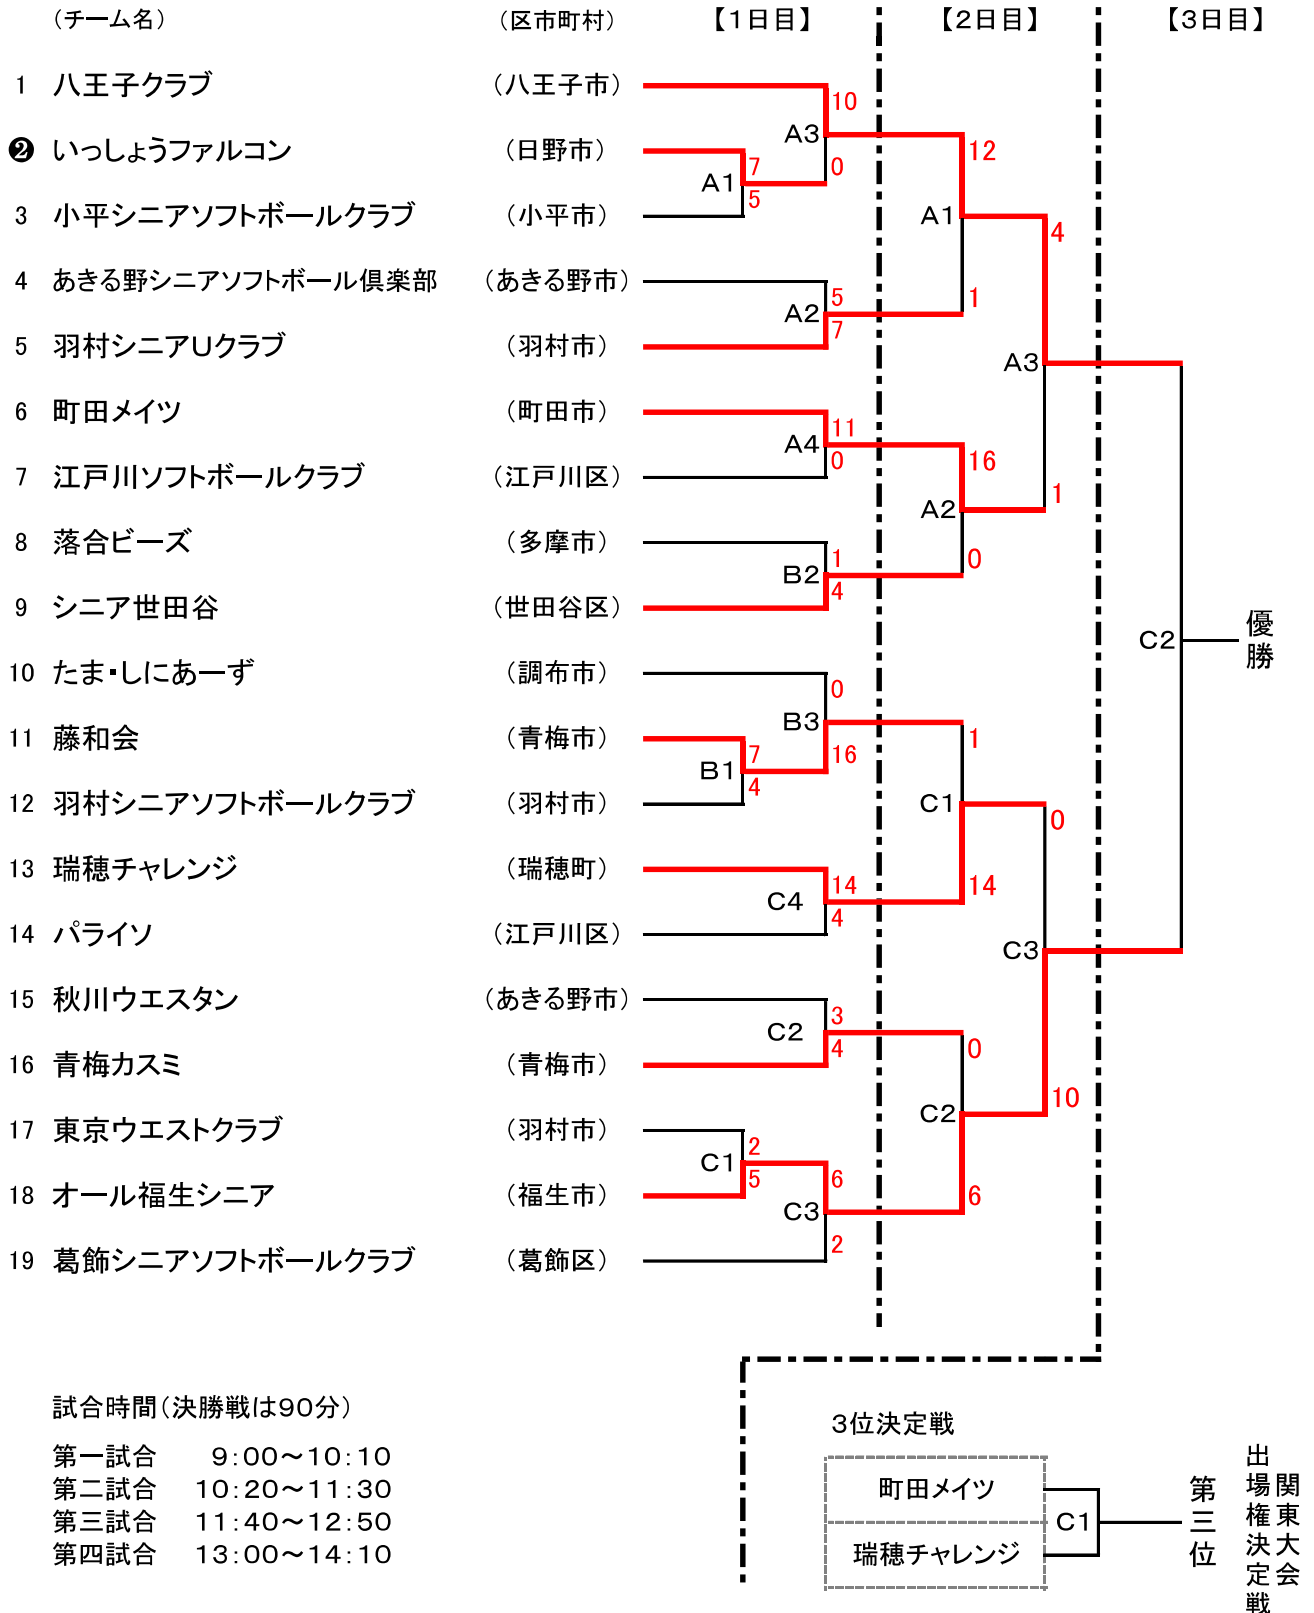 （チーム名） （区市町村） 【1日目】 【2日目】 【3日目】
1 八王子クラブ （八王子市）
❷ いっしょうファルコン （日野市）
3 小平シニアソフトボールクラブ （小平市）
4 あきる野シニアソフトボール倶楽部 （あきる野市）
5 羽村シニアUクラブ （羽村市）
6 町田メイツ （町田市）
7 江戸川ソフトボールクラブ （江戸川区）
8 落合ビーズ （多摩市）
9 シニア世田谷 （世田谷区）
10 たま・しにあーず （調布市）
11 藤和会 （青梅市）
12 羽村シニアソフトボールクラブ （羽村市）
13 瑞穂チャレンジ （瑞穂町）
14 パライソ （江戸川区）
15 秋川ウエスタン （あきる野市）
16 青梅カスミ （青梅市）
17 東京ウエストクラブ （羽村市）
18 オール福生シニア （福生市）
19 葛飾シニアソフトボールクラブ （葛飾区）
A1 7 5
A3 10 0
A2 5 7
A4 11 0
B2 1 4
B1 7 4
B3 0 16
C4 14 4
C2 3 4
C1 2 5
C3 6 2
A1 12 1
A2 16 0
C1 1 14
C2 0 6
A3 4 1
C3 0 10
C2
優勝
試合時間（決勝戦は90分）
第一試合 9:00～10:10
第二試合 10:20～11:30
第三試合 11:40～12:50
第四試合 13:00～14:10
3位決定戦
町田メイツ
瑞穂チャレンジ
C1
第三位
関東大会
出場権決定戦